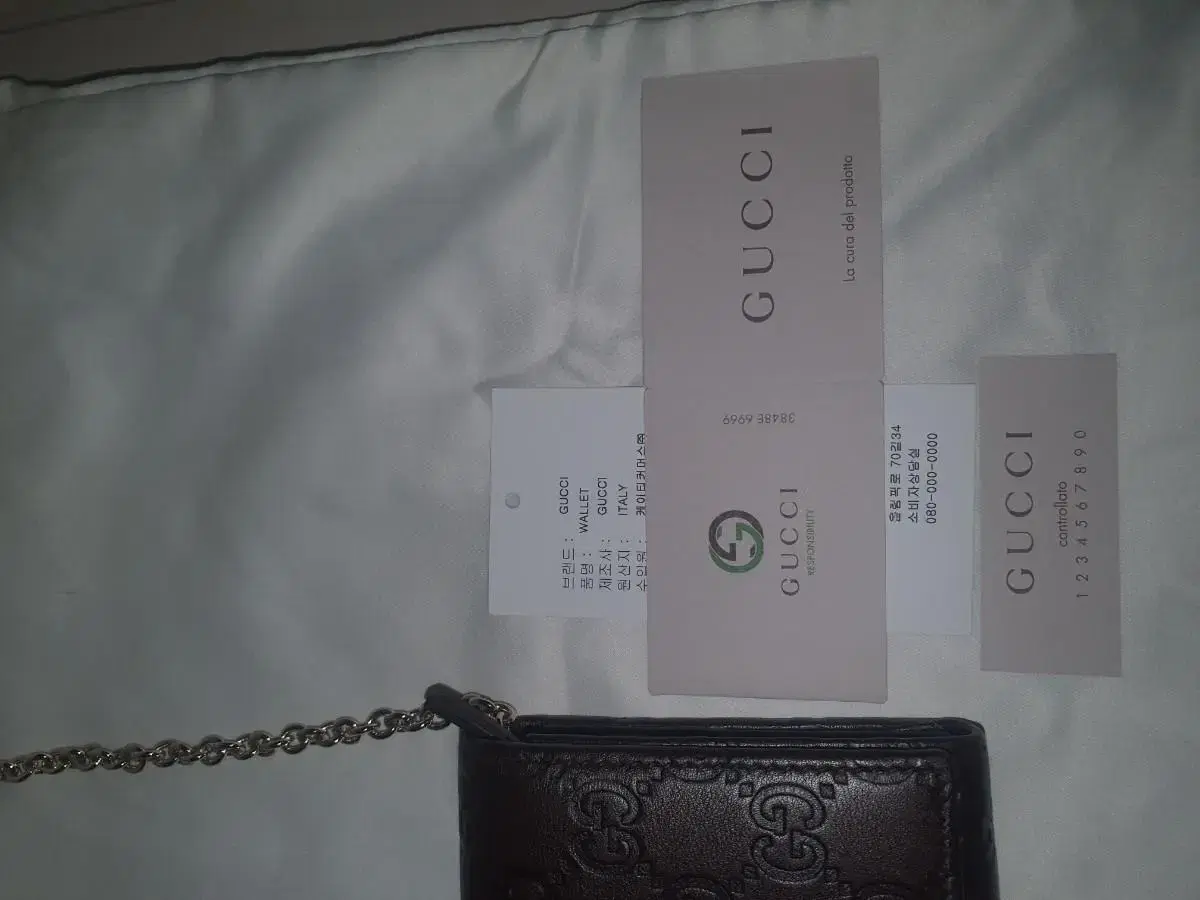 GUCCI
La cura del prodotto
3848E 6969
GUCCI
RESPONSIBILITY
브랜드 : GUCCI
품명 : WALLET
제조사 : GUCCI
원산지 : ITALY
수입원 : 케이티커머스㈜
올림픽로 70길34
소비자상담실
080-000-0000
GUCCI
controllato
1 2 3 4 5 6 7 8 9 0